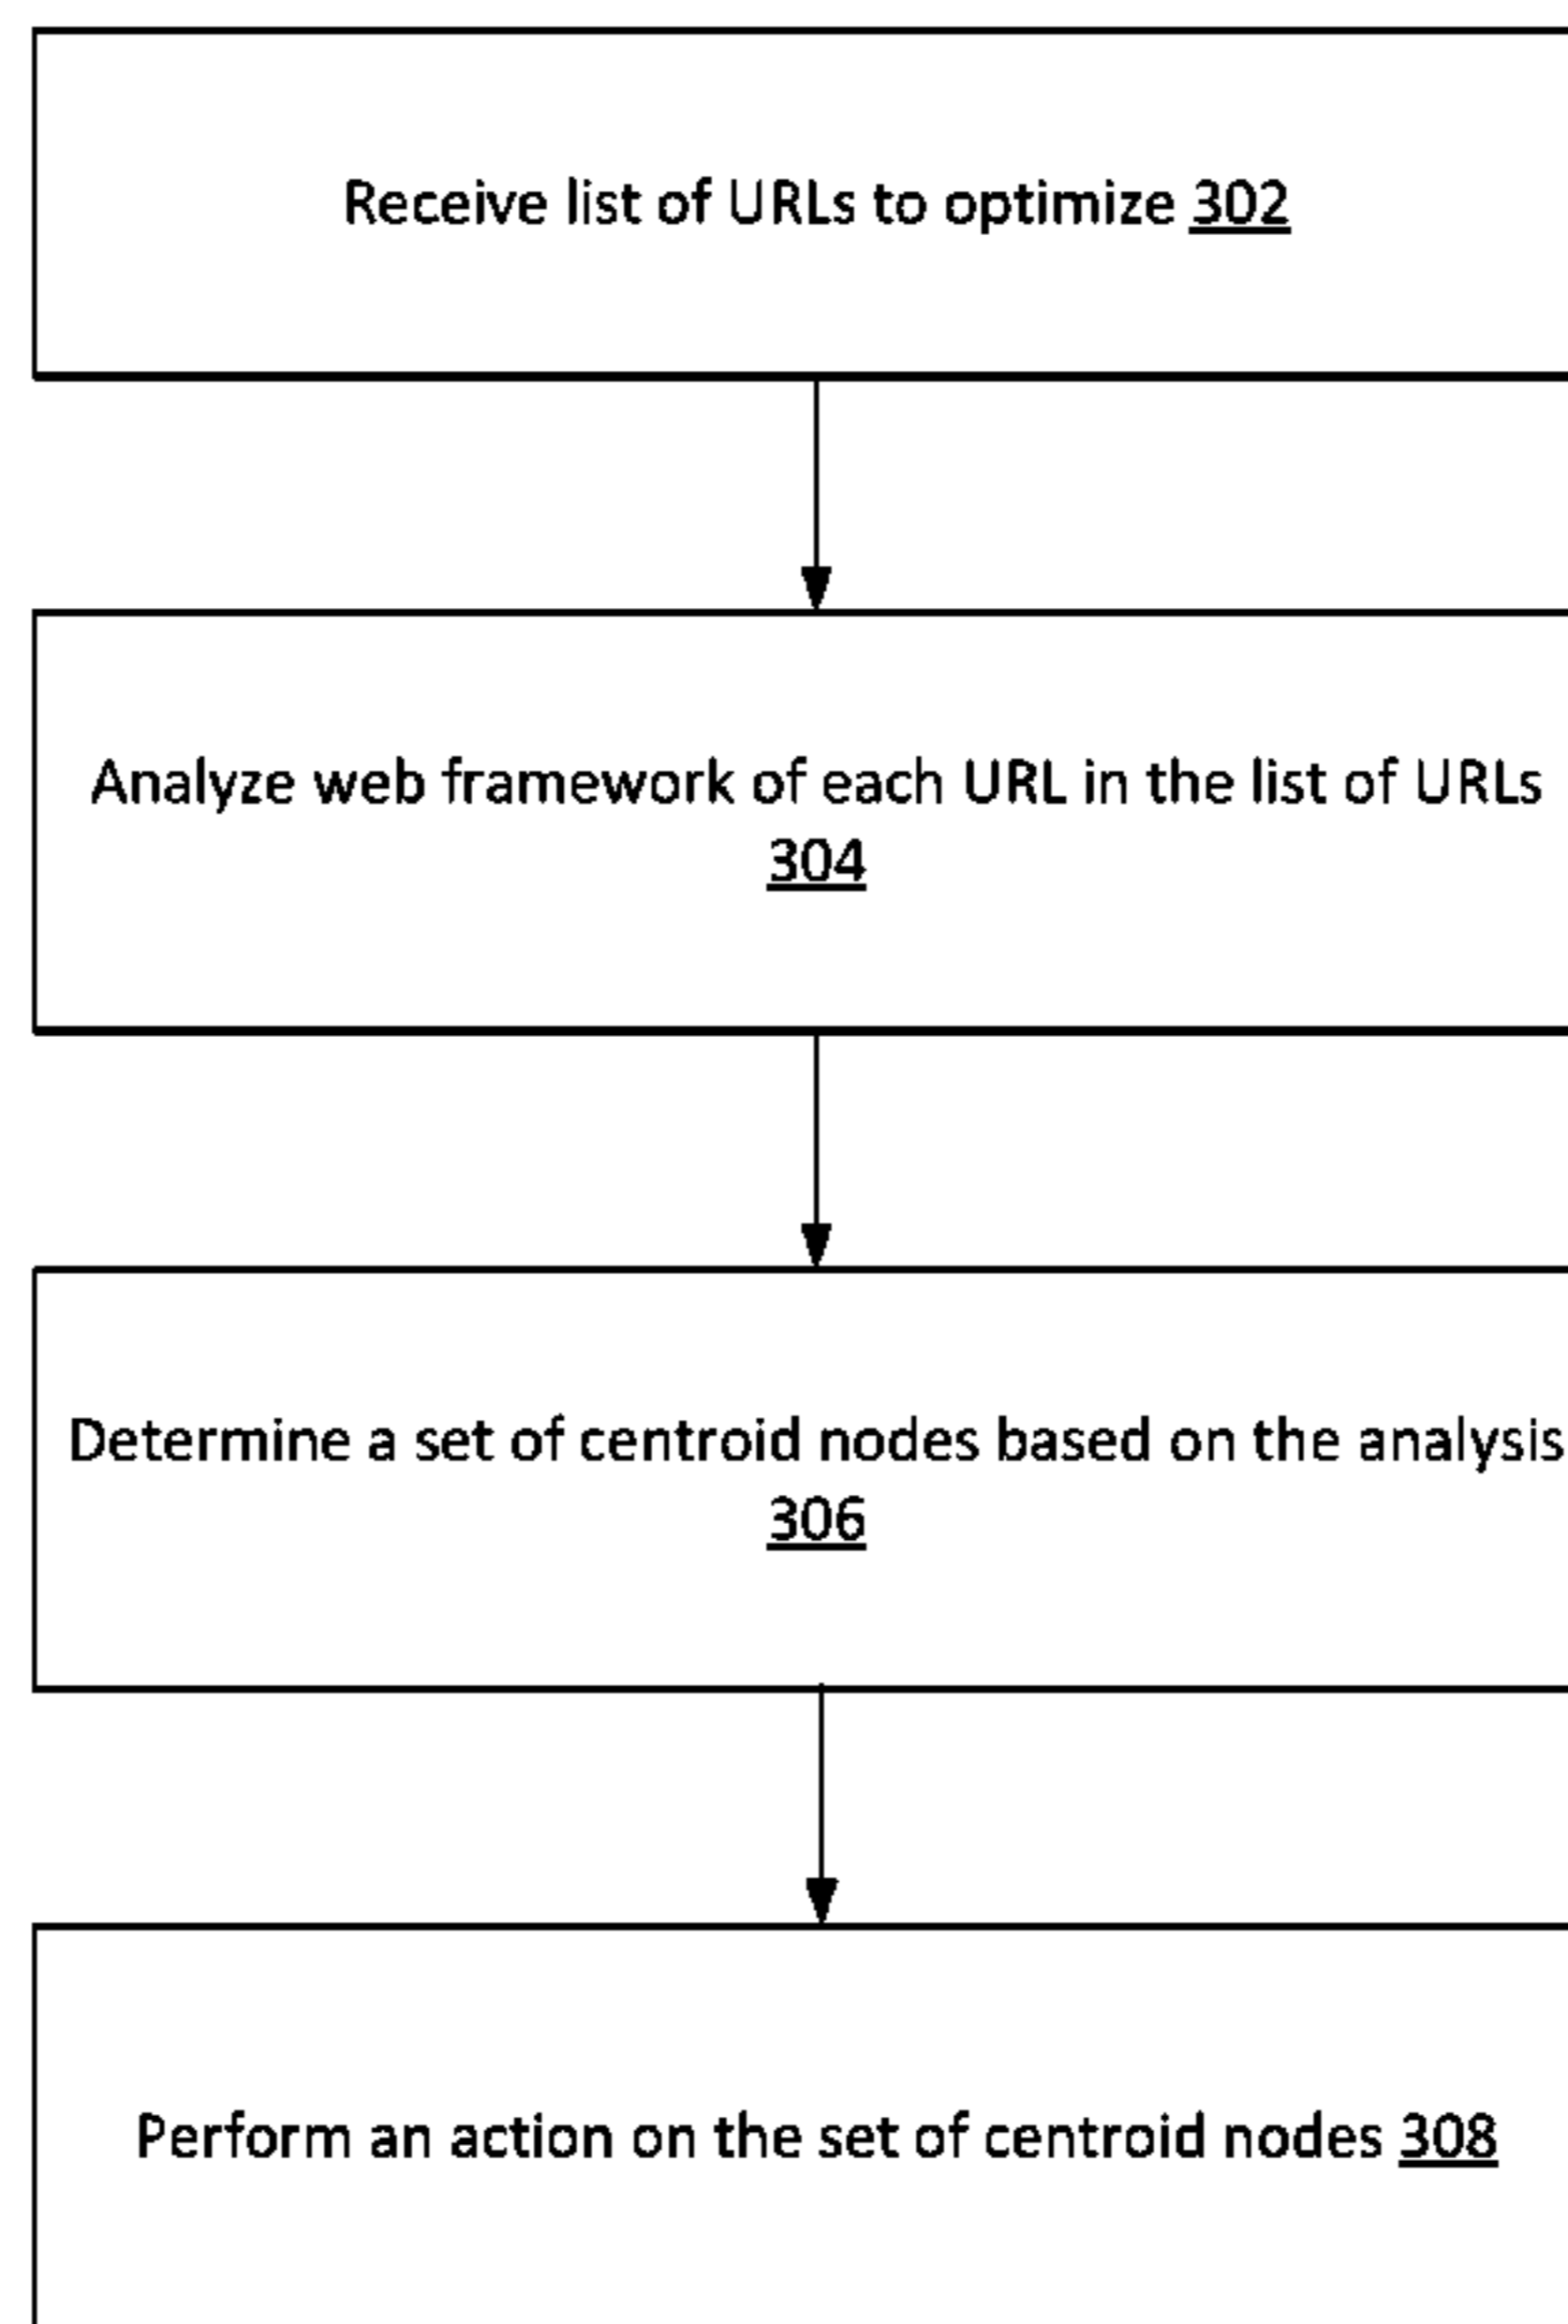 Receive list of URLs to optimize 302
Analyze web framework of each URL in the list of URLs
304
Determine a set of centroid nodes based on the analysis
306
Perform an action on the set of centroid nodes 308